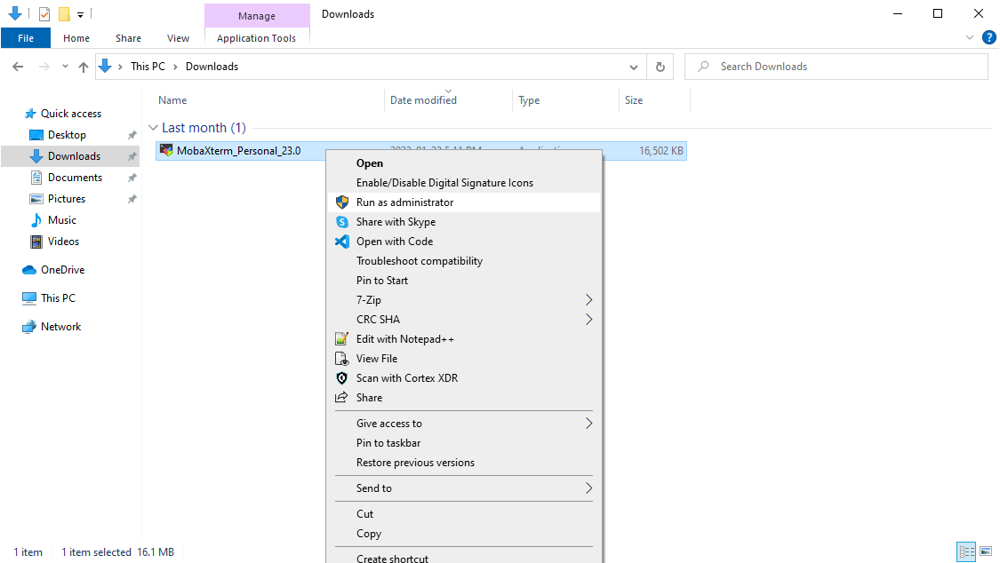 Manage
Downloads
File
Home
Share
View
Application Tools
?
This PC
Downloads
Search Downloads
Name
Date modified
Type
Size
Quick access
Desktop
Downloads
Documents
Pictures
Music
Videos
OneDrive
This PC
Network
Last month (1)
MobaXterm_Personal_23.0
16,502 KB
Open
Enable/Disable Digital Signature Icons
Run as administrator
Share with Skype
Open with Code
Troubleshoot compatibility
Pin to Start
7-Zip
CRC SHA
Edit with Notepad++
View File
Scan with Cortex XDR
Share
Give access to
Pin to taskbar
Restore previous versions
Send to
Cut
Copy
Create shortcut
1 item
1 item selected 16.1 MB